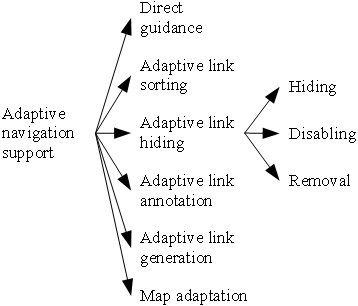 Adaptive
navigation
support
Direct
guidance
Adaptive link
sorting
Adaptive link
hiding
Adaptive link
annotation
Adaptive link
generation
Map adaptation
Hiding
Disabling
Removal